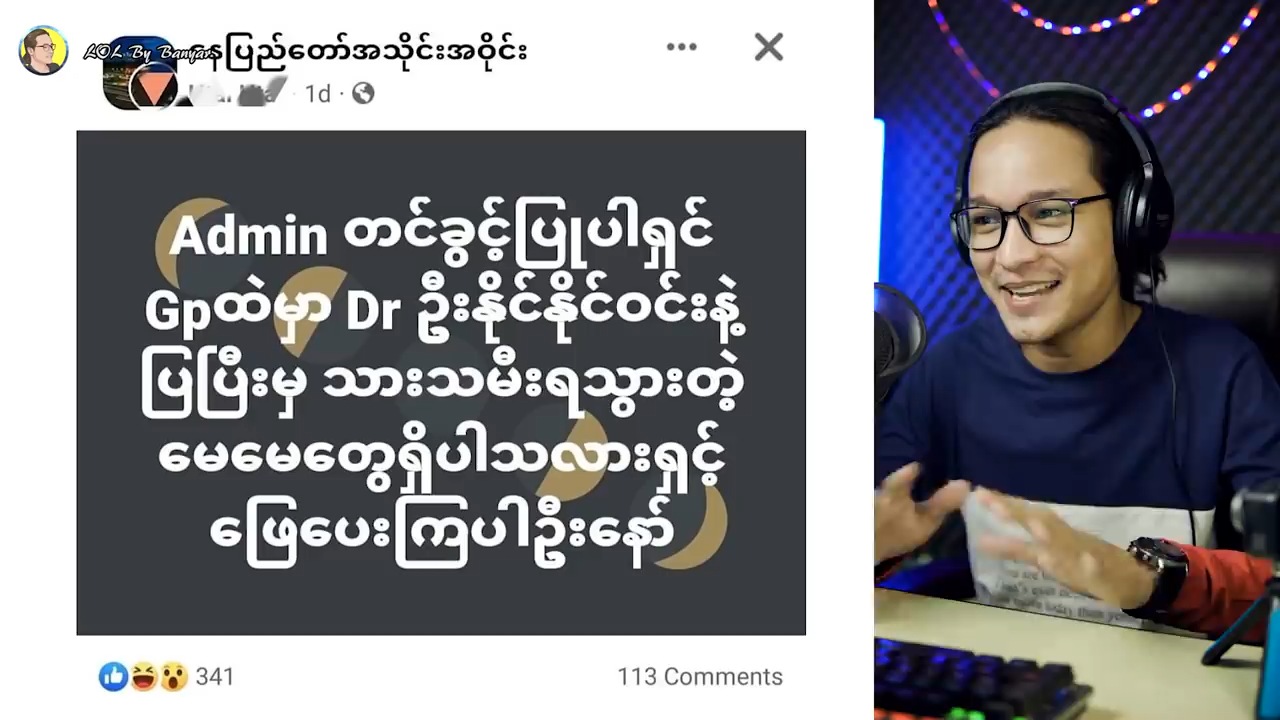 LOL By Banyar
နေပြည်တော်အသိုင်းအဝိုင်း
1d
Admin တင်ခွင့်ပြုပါရှင်
Gpထဲမှာ Dr ဦးနိုင်နိုင်ဝင်းနဲ့
ပြပြီးမှ သားသမီးရသွားတဲ့
မေမေတွေရှိပါသလားရှင့်
ဖြေပေးကြပါဦးနော်
341
113 Comments